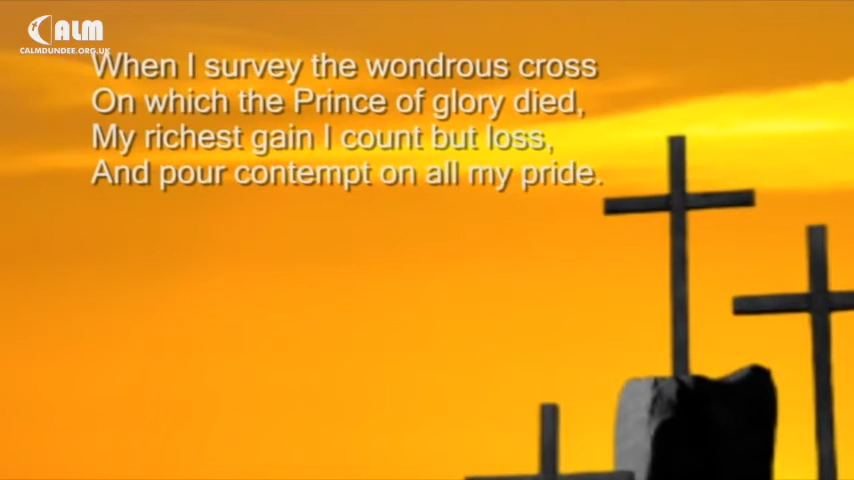 CALM
CALMDUNDEE.ORG.UK
When I survey the wondrous cross
On which the Prince of glory died,
My richest gain I count but loss,
And pour contempt on all my pride.